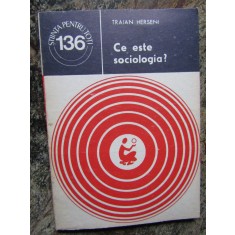 ȘTIINȚA PENTRU TOȚI
136
TRAIAN HERSENI
Ce este
sociologia?